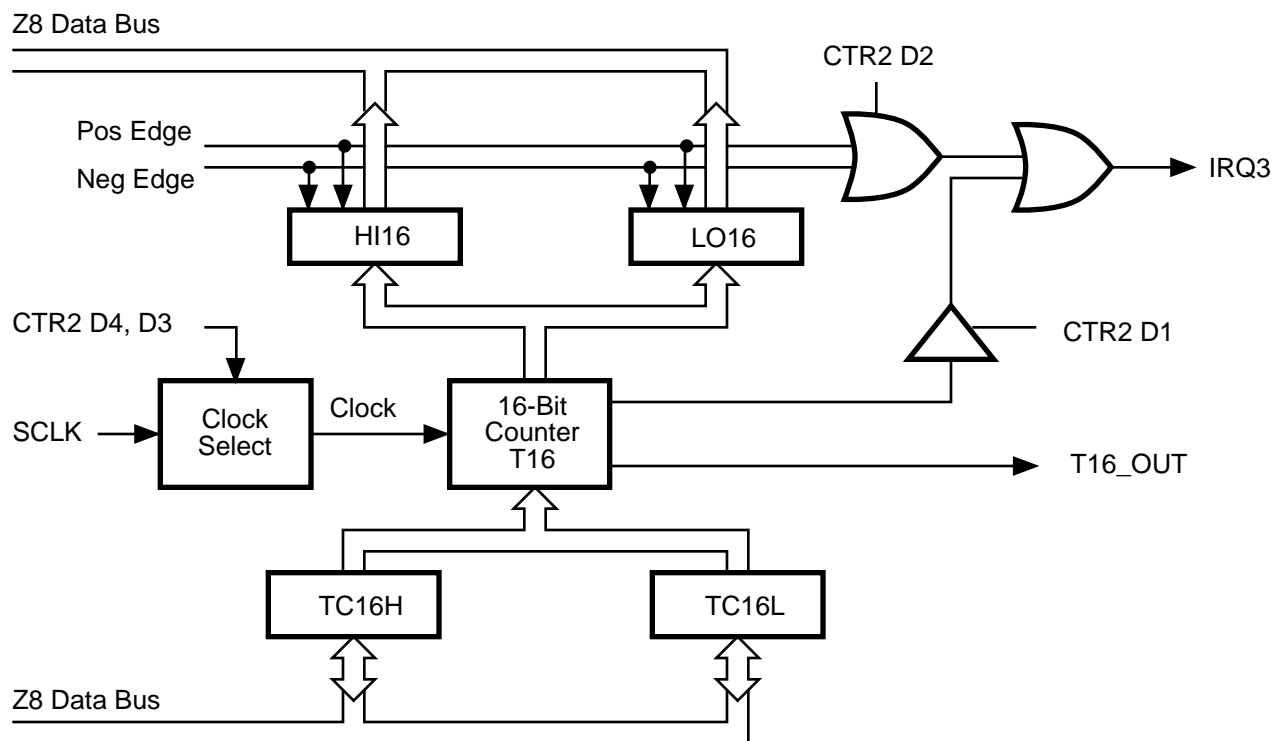 Z8 Data Bus
CTR2 D2
Pos Edge
Neg Edge
IRQ3
HI16
LO16
CTR2 D4, D3
CTR2 D1
SCLK
Clock
Select
Clock
16-Bit
Counter
T16
T16_OUT
TC16H
TC16L
Z8 Data Bus